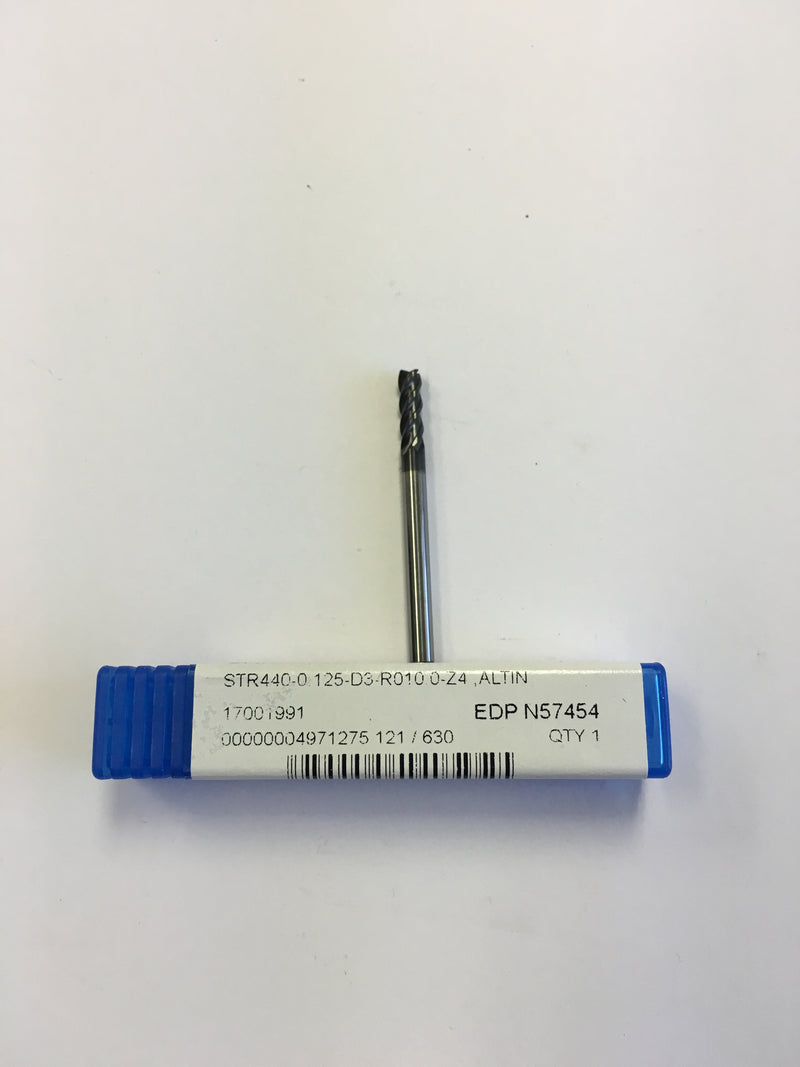 STR440-0.125-D3-R010.0-Z4 ,ALTIN
17001991
EDP N57454
00000004971275 121 / 630
QTY 1